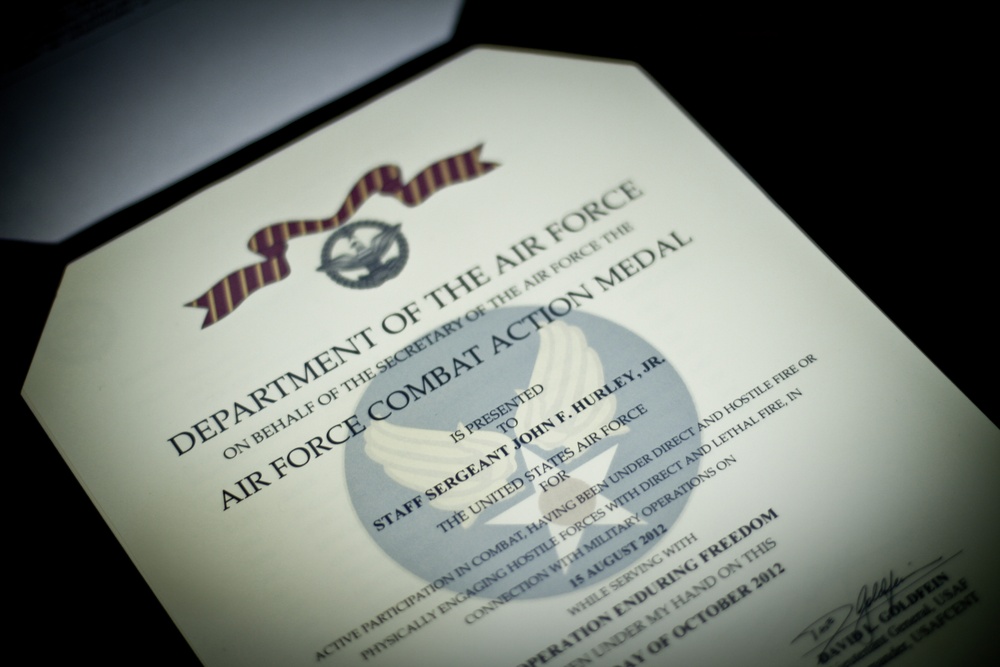 DEPARTMENT OF THE AIR FORCE
ON BEHALF OF THE SECRETARY OF THE AIR FORCE THE
AIR FORCE COMBAT ACTION MEDAL
IS PRESENTED
TO
STAFF SERGEANT JOHN F. HURLEY, JR.
THE UNITED STATES AIR FORCE
FOR
ACTIVE PARTICIPATION IN COMBAT, HAVING BEEN UNDER DIRECT AND HOSTILE FIRE OR
PHYSICALLY ENGAGING HOSTILE FORCES WITH DIRECT AND LETHAL FIRE, IN
CONNECTION WITH MILITARY OPERATIONS ON
15 AUGUST 2012
WHILE SERVING WITH
OPERATION ENDURING FREEDOM
UNDER MY HAND ON THIS
DAY OF OCTOBER 2012
DAVID L. GOLDFEIN
General, USAF
USAFCENT